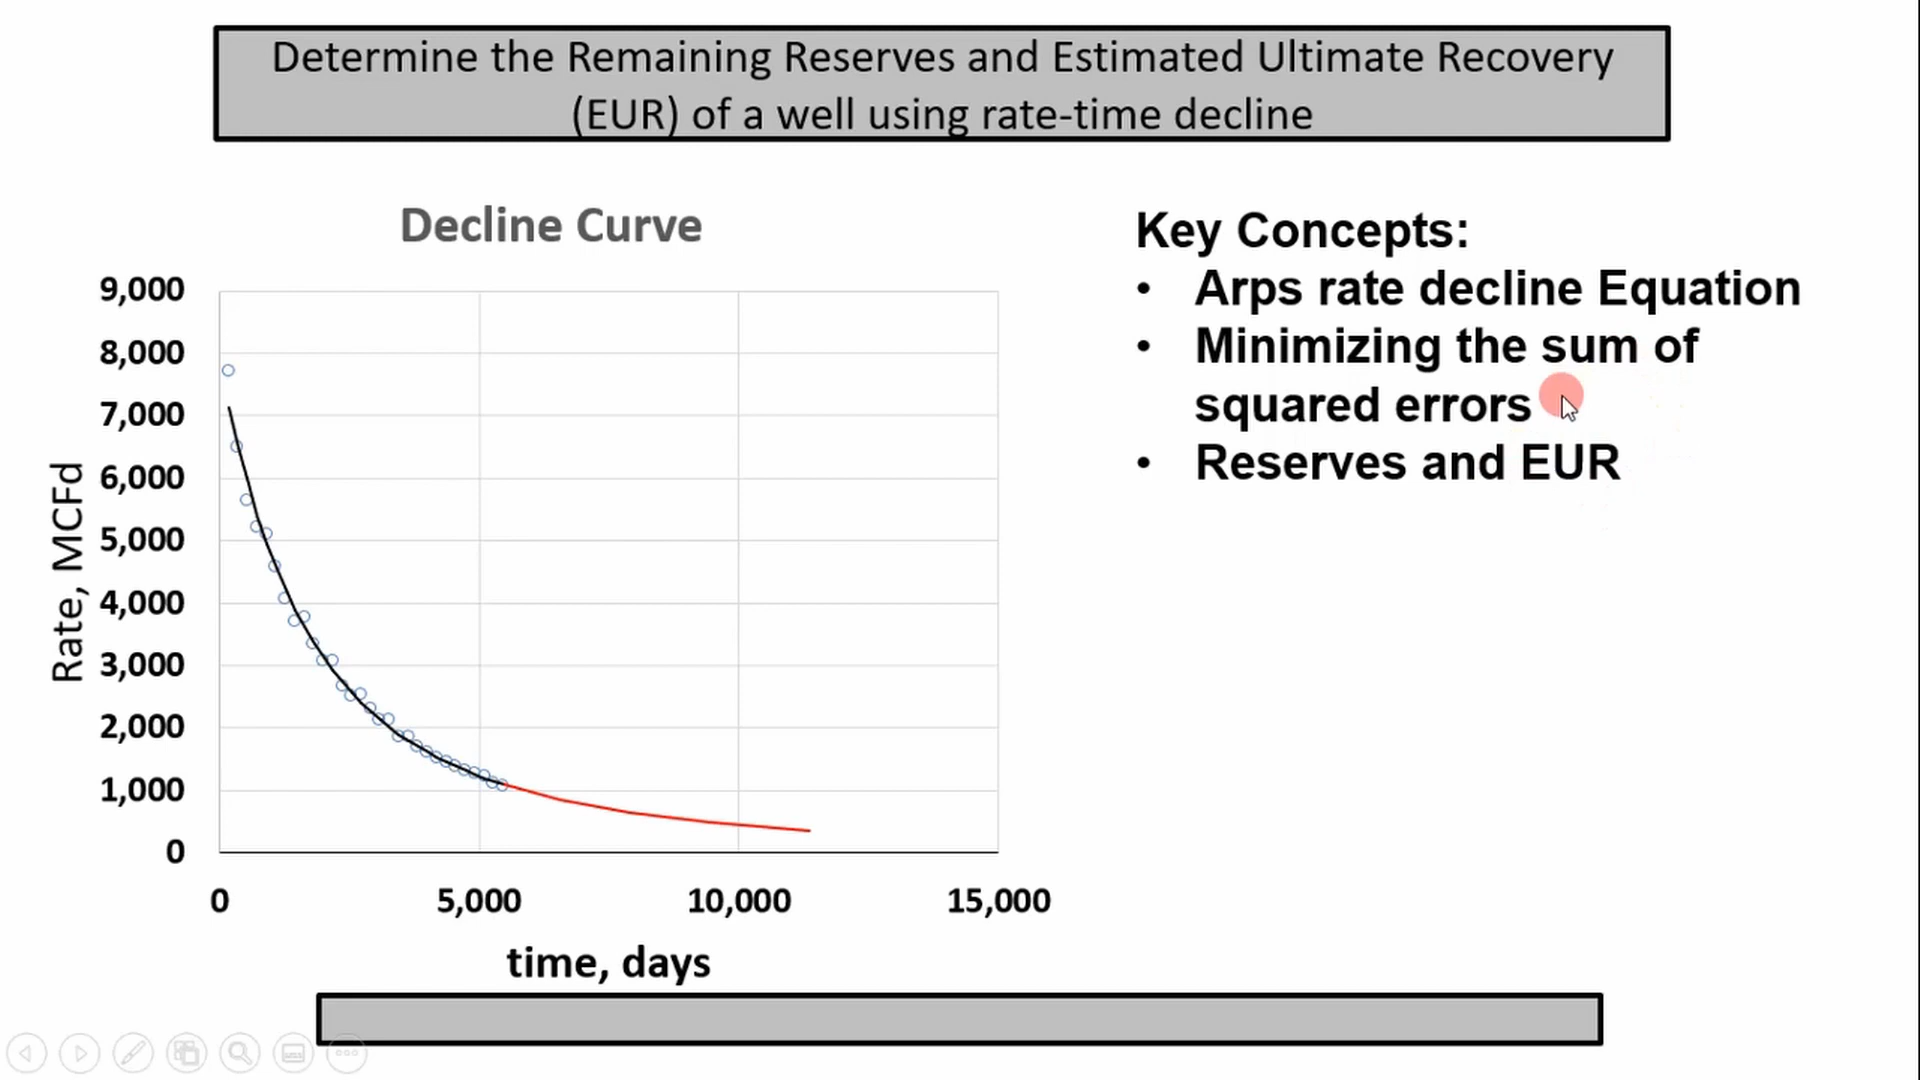 Determine the Remaining Reserves and Estimated Ultimate Recovery
(EUR) of a well using rate-time decline
Decline Curve
9,000
8,000
7,000
6,000
5,000
4,000
3,000
2,000
1,000
0
Rate, MCFd
0 5,000 10,000 15,000
time, days
Key Concepts:
• Arps rate decline Equation
• Minimizing the sum of
squared errors
• Reserves and EUR